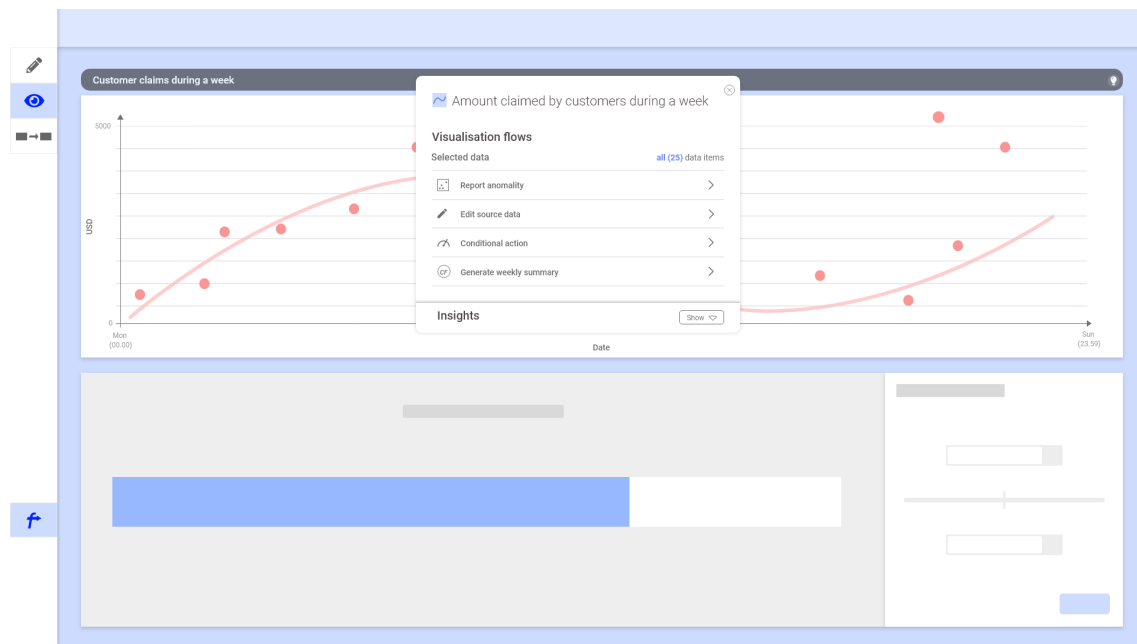 Customer claims during a week
Amount claimed by customers during a week
Visualisation flows
Selected data
all (25) data items
Report anomality
Edit source data
Conditional action
CF Generate weekly summary
Insights
Show
5000
USD
0
Mon
(00.00)
Date
Sun
(23.59)